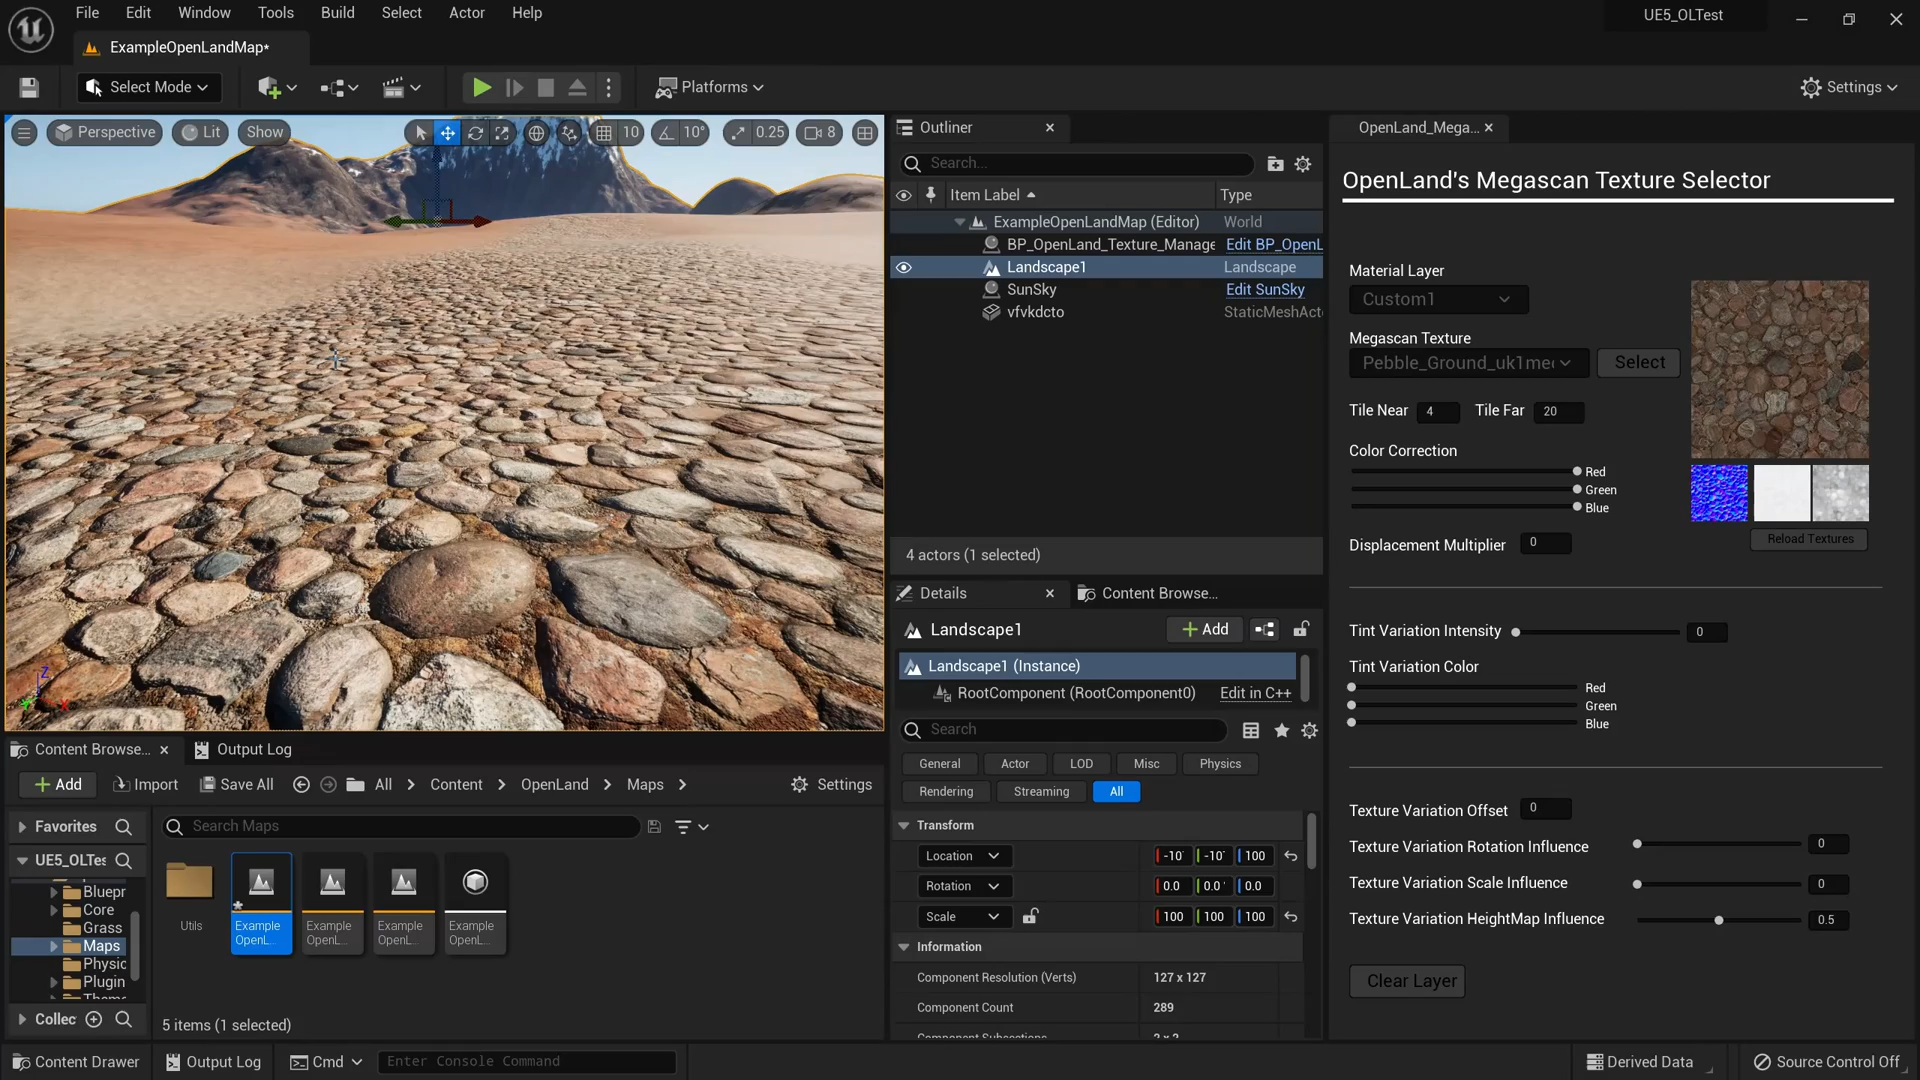 File Edit Window Tools Build Select Actor Help
UE5_OLTest
ExampleOpenLandMap*
Select Mode
Platforms
Settings
Perspective Lit Show 10 10° 0.25 8
Outliner
Search...
Item Label Type
ExampleOpenLandMap (Editor) World
BP_OpenLand_Texture_Manage Edit BP_OpenL
Landscape1 Landscape
SunSky Edit SunSky
vfvkdcto StaticMeshActo
4 actors (1 selected)
Details Content Browse...
Landscape1 Add
Landscape1 (Instance)
RootComponent (RootComponent0) Edit in C++
Search
General Actor LOD Misc Physics
Rendering Streaming All
Transform
Location -10 -10 100
Rotation 0.0 0.0 0.0
Scale 100 100 100
Information
Component Resolution (Verts) 127 x 127
Component Count 289
OpenLand_Mega...
OpenLand's Megascan Texture Selector
Material Layer
Custom1
Megascan Texture
Pebble_Ground_uk1me Select
Tile Near 4 Tile Far 20
Color Correction
Red
Green
Blue
Displacement Multiplier 0
Reload Textures
Tint Variation Intensity 0
Tint Variation Color
Red
Green
Blue
Texture Variation Offset 0
Texture Variation Rotation Influence 0
Texture Variation Scale Influence 0
Texture Variation HeightMap Influence 0.5
Clear Layer
Content Browse... Output Log
Add Import Save All All Content OpenLand Maps Settings
Favorites
Search Maps
UE5_OLTes
Bluepr
Core
Grass
Maps
Physic
Plugin
Collec
Utils
Example
OpenL...
Example
OpenL...
Example
OpenL...
Example
OpenL...
5 items (1 selected)
Content Drawer Output Log Cmd Enter Console Command Derived Data Source Control Off
Z
X